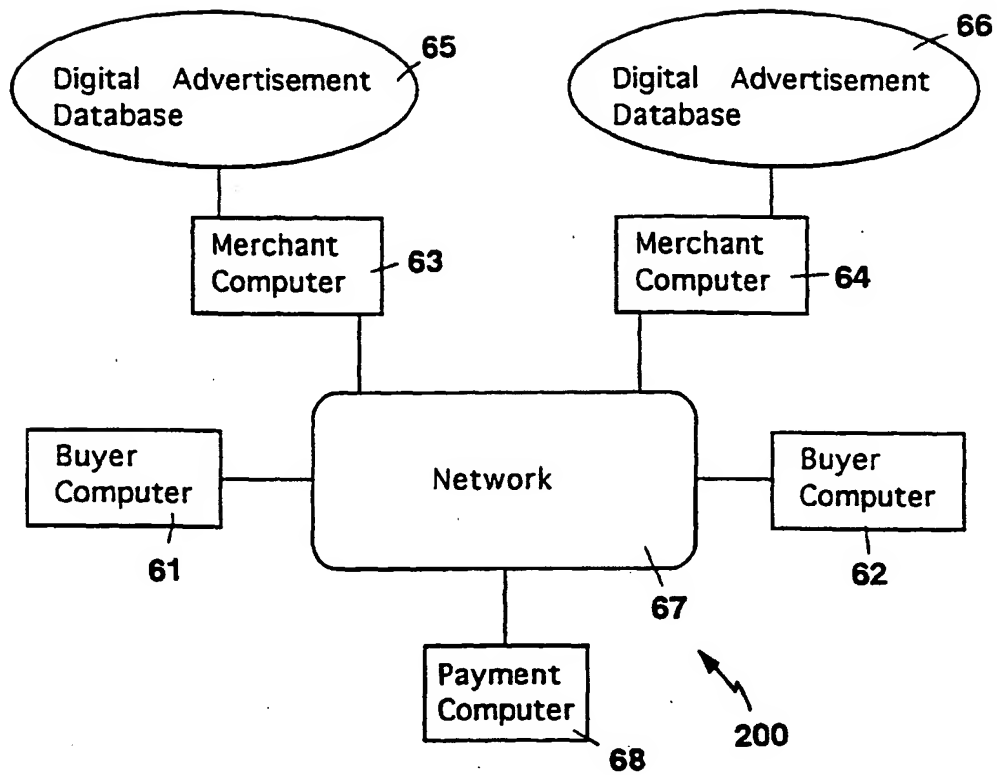 65
Digital Advertisement
Database
66
Digital Advertisement
Database
Merchant
Computer
63
Merchant
Computer
64
Buyer
Computer
61
Network
67
Buyer
Computer
62
Payment
Computer
68
200